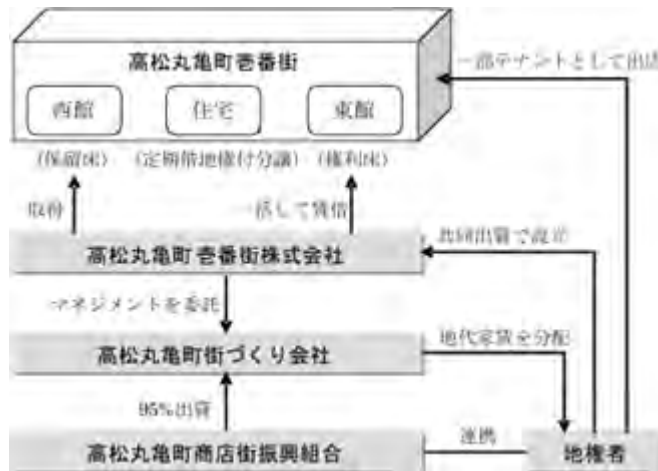 高松丸亀町壱番街
一部テナントとして出店
西館
住宅
東館
(保留床)
(定期借地権付分譲)
(権利床)
取得
一括して賃借
共同出資で設立
高松丸亀町壱番街株式会社
マネジメントを委託
高松丸亀町街づくり会社
地代家賃を分配
95%出資
高松丸亀町商店街振興組合
連携
地権者